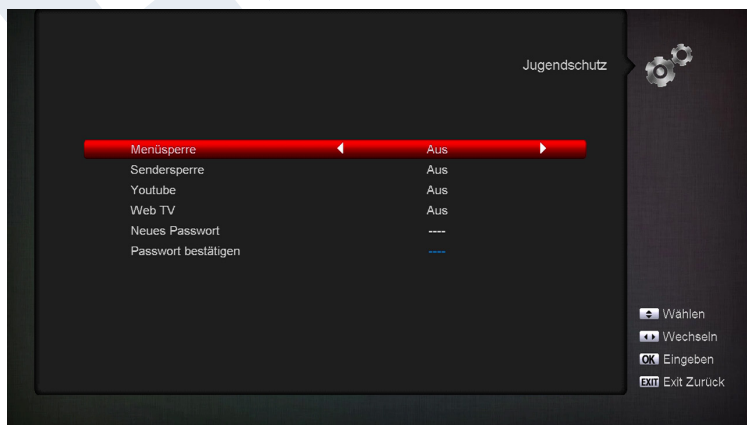 Jugendschutz
Menüsperre Aus
Sendersperre Aus
Youtube Aus
Web TV Aus
Neues Passwort ----
Passwort bestätigen ----
Wählen
Wechseln
OK Eingeben
EXIT Exit Zurück